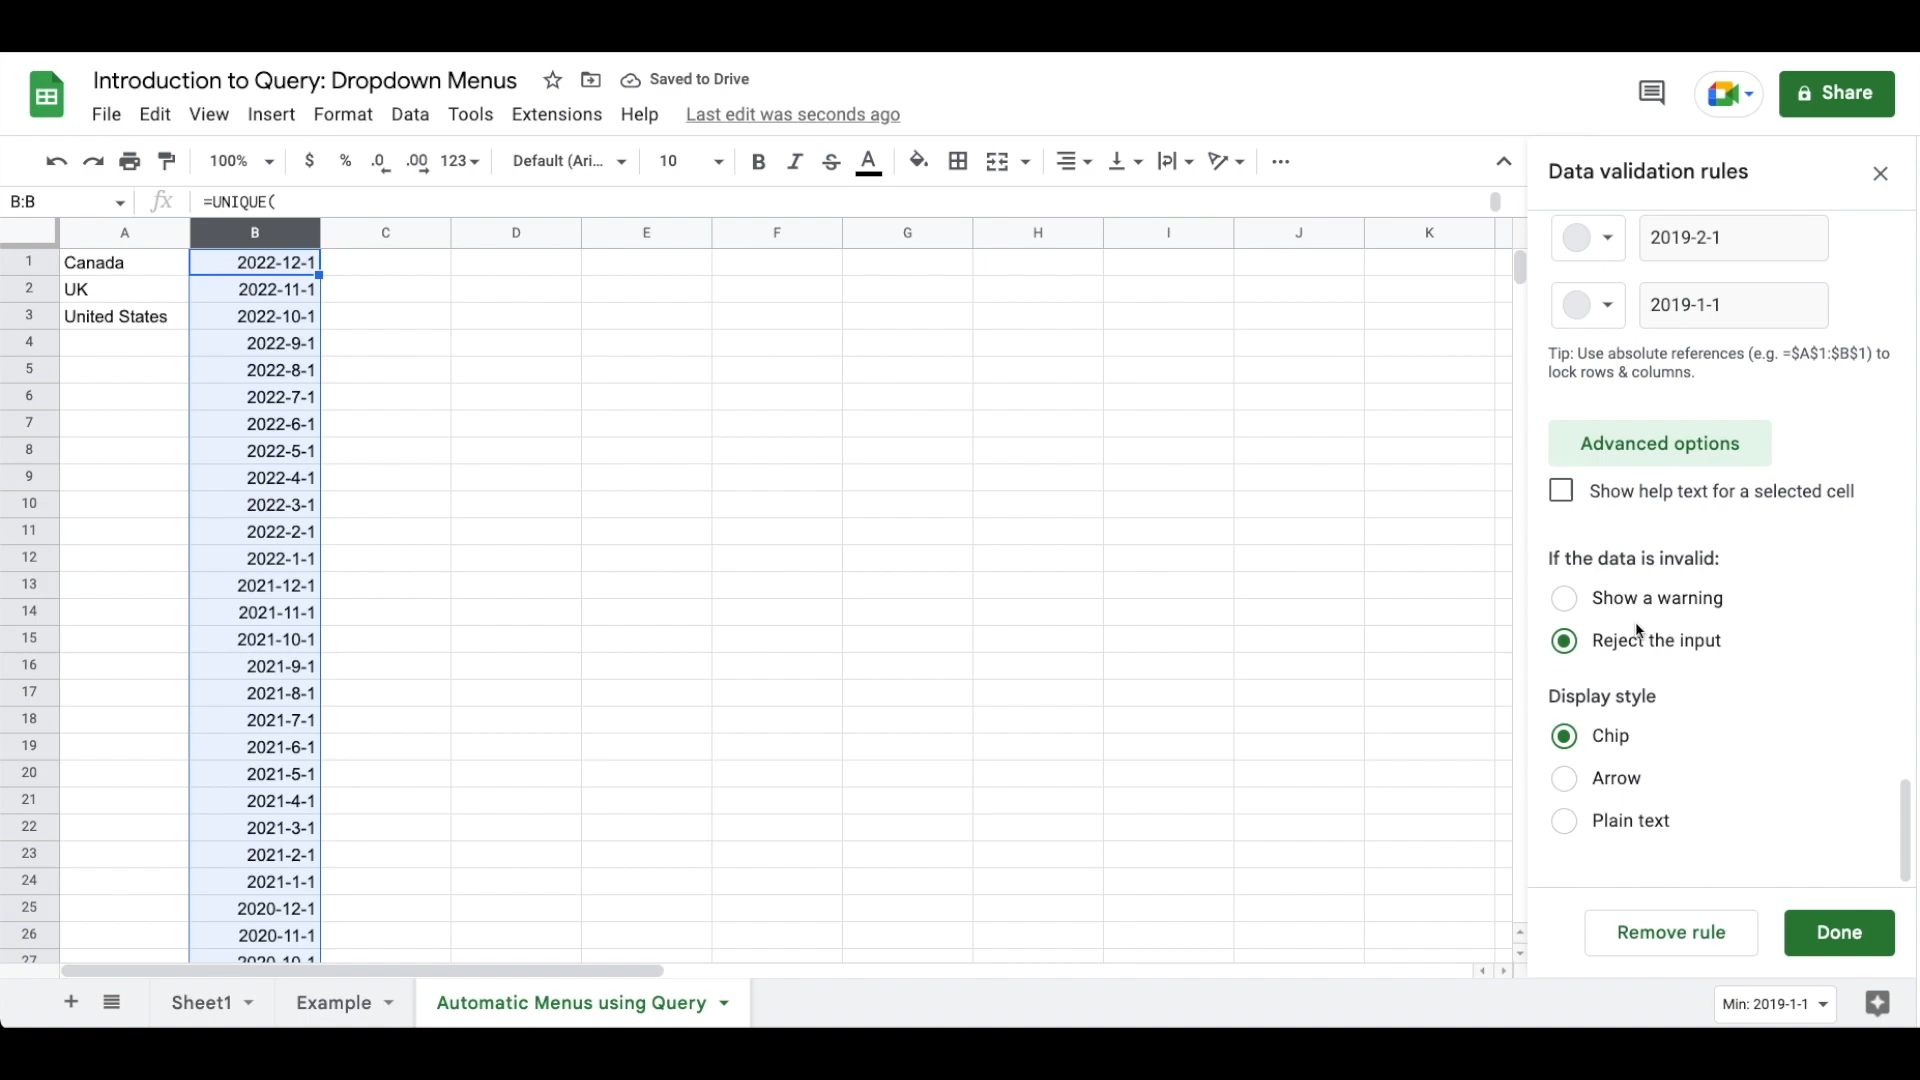 Introduction to Query: Dropdown Menus
Saved to Drive
Share
File Edit View Insert Format Data Tools Extensions Help Last edit was seconds ago
100% $ % .0 .00 123 Default (Ari... 10 B I S A
B:B fx =UNIQUE(
Data validation rules
A B C D E F G H I J K
1 Canada 2022-12-1
2 UK 2022-11-1
3 United States 2022-10-1
4 2022-9-1
5 2022-8-1
6 2022-7-1
7 2022-6-1
8 2022-5-1
9 2022-4-1
10 2022-3-1
11 2022-2-1
12 2022-1-1
13 2021-12-1
14 2021-11-1
15 2021-10-1
16 2021-9-1
17 2021-8-1
18 2021-7-1
19 2021-6-1
20 2021-5-1
21 2021-4-1
22 2021-3-1
23 2021-2-1
24 2021-1-1
25 2020-12-1
26 2020-11-1
27 2020-10-1
2019-2-1
2019-1-1
Tip: Use absolute references (e.g. =$A$1:$B$1) to
lock rows & columns.
Advanced options
Show help text for a selected cell
If the data is invalid:
Show a warning
Reject the input
Display style
Chip
Arrow
Plain text
Remove rule
Done
Sheet1 Example Automatic Menus using Query
Min: 2019-1-1